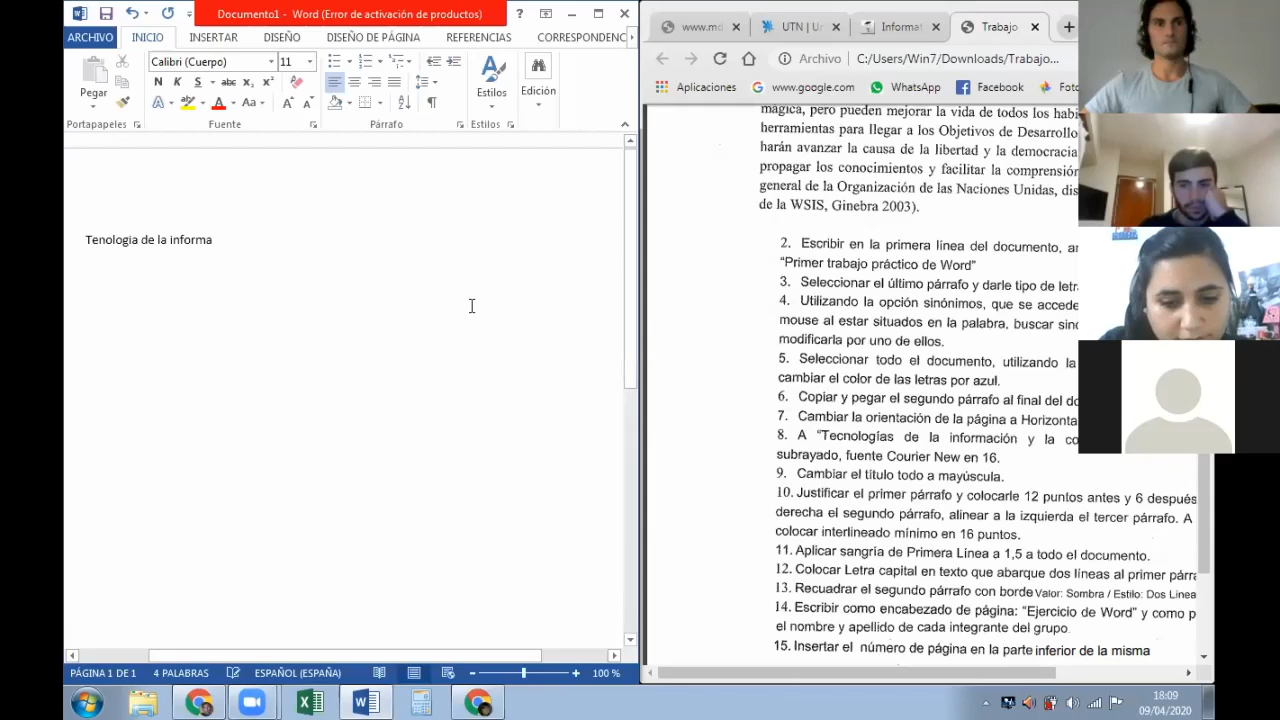 Documento1 - Word (Error de activación de productos)
ARCHIVO INICIO INSERTAR DISEÑO DISEÑO DE PÁGINA REFERENCIAS CORRESPONDENC
Calibri (Cuerpo) 11
Pegar
N K S abc x₂ x²
Estilos
Edición
Portapapeles Fuente Párrafo Estilos
Tenologia de la informa
PÁGINA 1 DE 1 4 PALABRAS ESPAÑOL (ESPAÑA) 100 %
www.md UTN | V Informat Trabajo
Archivo C:/Users/Win7/Downloads/Trabajo...
Aplicaciones www.google.com WhatsApp Facebook Foto
mágica, pero pueden mejorar la vida de todos los habi
herramientas para llegar a los Objetivos de Desarrollo
harán avanzar la causa de la libertad y la democracia
propagar los conocimientos y facilitar la comprensión
general de la Organización de las Naciones Unidas, dis
de la WSIS, Ginebra 2003).
2. Escribir en la primera línea del documento, an
"Primer trabajo práctico de Word"
3. Seleccionar el último párrafo y darle tipo de letra
4. Utilizando la opción sinónimos, que se accede
mouse al estar situados en la palabra, buscar sinó
modificarla por uno de ellos.
5. Seleccionar todo el documento, utilizando la
cambiar el color de las letras por azul.
6. Copiar y pegar el segundo párrafo al final del do
7. Cambiar la orientación de la página a Horizonta
8. A "Tecnologías de la información y la co
subrayado, fuente Courier New en 16.
9. Cambiar el título todo a mayúscula.
10. Justificar el primer párrafo y colocarle 12 puntos antes y 6 después
derecha el segundo párrafo, alinear a la izquierda el tercer párrafo. A
colocar interlineado mínimo en 16 puntos.
11. Aplicar sangría de Primera Línea a 1,5 a todo el documento.
12. Colocar Letra capital en texto que abarque dos líneas al primer párra
13. Recuadrar el segundo párrafo con borde Valor: Sombra / Estilo: Dos Linea
14. Escribir como encabezado de página: "Ejercicio de Word" y como p
el nombre y apellido de cada integrante del grupo.
15. Insertar el número de página en la parte inferior de la misma
18:09
09/04/2020